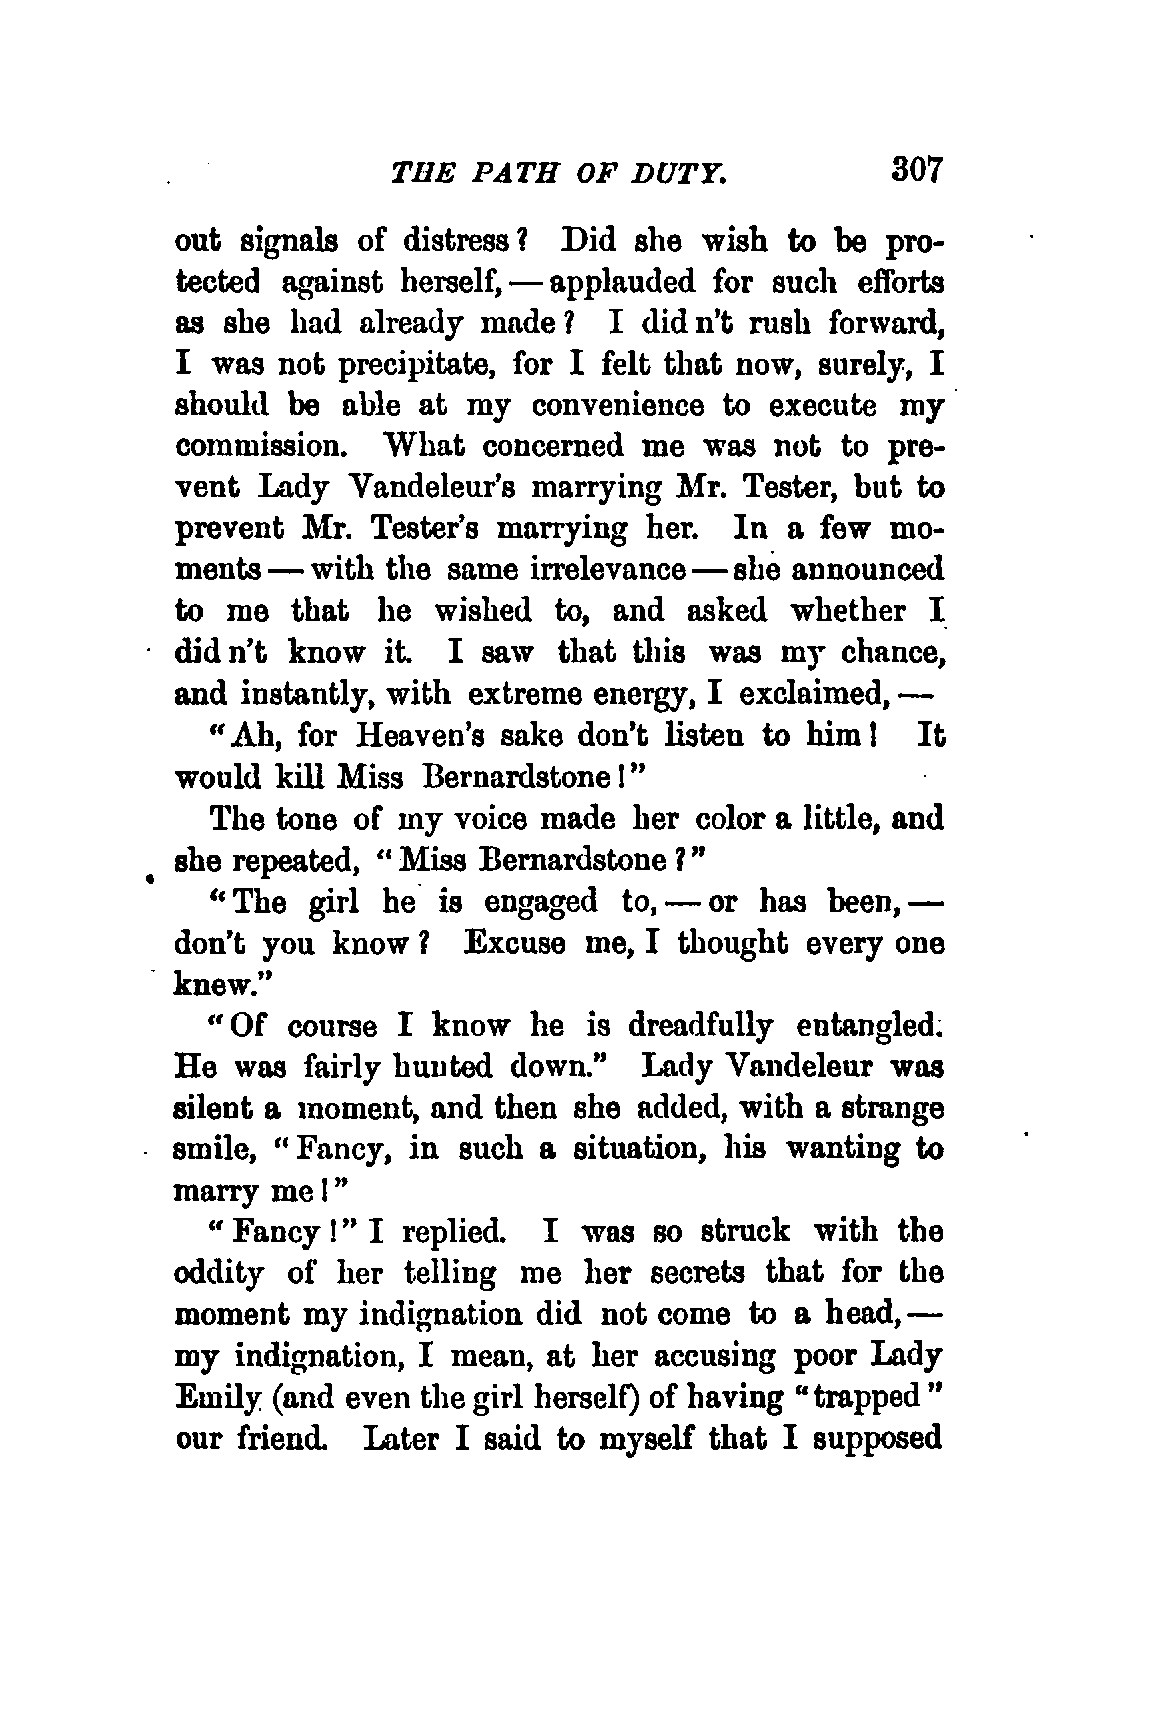 THE PATH OF DUTY. 307
out signals of distress? Did she wish to be pro-
tected against herself,—applauded for such efforts
as she had already made? I did n't rush forward,
I was not precipitate, for I felt that now, surely, I
should be able at my convenience to execute my
commission. What concerned me was not to pre-
vent Lady Vandeleur's marrying Mr. Tester, but to
prevent Mr. Tester's marrying her. In a few mo-
ments—with the same irrelevance—she announced
to me that he wished to, and asked whether I
did n't know it. I saw that this was my chance,
and instantly, with extreme energy, I exclaimed,—
"Ah, for Heaven's sake don't listen to him! It
would kill Miss Bernardstone!"
The tone of my voice made her color a little, and
she repeated, "Miss Bernardstone?"
"The girl he is engaged to,—or has been,—
don't you know? Excuse me, I thought every one
knew."
"Of course I know he is dreadfully entangled.
He was fairly hunted down." Lady Vandeleur was
silent a moment, and then she added, with a strange
smile, "Fancy, in such a situation, his wanting to
marry me!"
"Fancy!" I replied. I was so struck with the
oddity of her telling me her secrets that for the
moment my indignation did not come to a head,—
my indignation, I mean, at her accusing poor Lady
Emily (and even the girl herself) of having "trapped"
our friend. Later I said to myself that I supposed